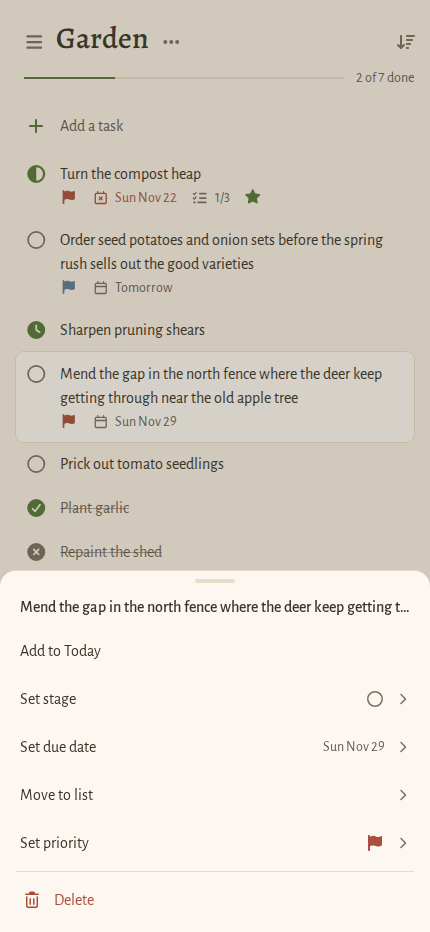 Garden
2 of 7 done
Add a task
Turn the compost heap
Sun Nov 22 1/3
Order seed potatoes and onion sets before the spring
rush sells out the good varieties
Tomorrow
Sharpen pruning shears
Mend the gap in the north fence where the deer keep
getting through near the old apple tree
Sun Nov 29
Prick out tomato seedlings
Plant garlic
Repaint the shed
Mend the gap in the north fence where the deer keep getting t...
Add to Today
Set stage
Set due date Sun Nov 29
Move to list
Set priority
Delete